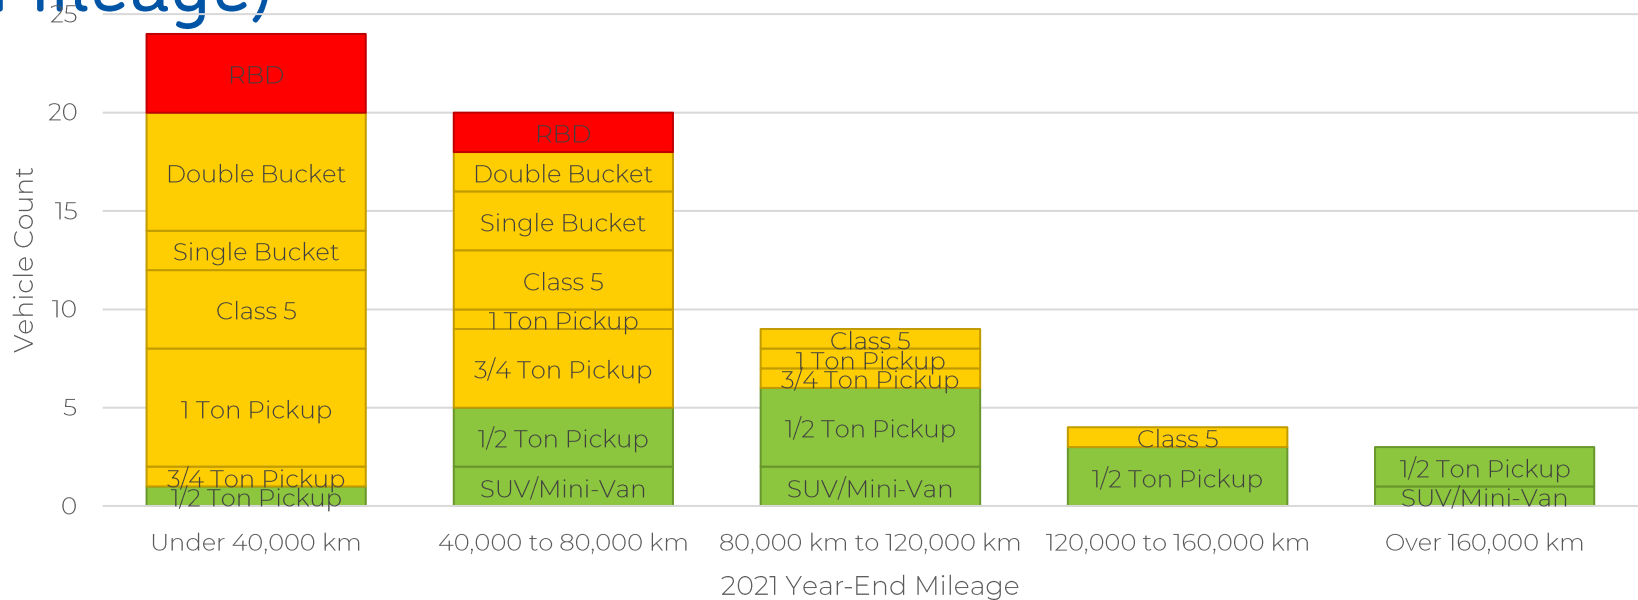 Mileage)
25
20
15
10
5
0
Vehicle Count
RBD
Double Bucket
Single Bucket
Class 5
1 Ton Pickup
3/4 Ton Pickup
1/2 Ton Pickup
RBD
Double Bucket
Single Bucket
Class 5
1 Ton Pickup
3/4 Ton Pickup
1/2 Ton Pickup
SUV/Mini-Van
Class 5
1 Ton Pickup
3/4 Ton Pickup
1/2 Ton Pickup
SUV/Mini-Van
Class 5
1/2 Ton Pickup
1/2 Ton Pickup
SUV/Mini-Van
Under 40,000 km
40,000 to 80,000 km
80,000 km to 120,000 km
120,000 to 160,000 km
Over 160,000 km
2021 Year-End Mileage